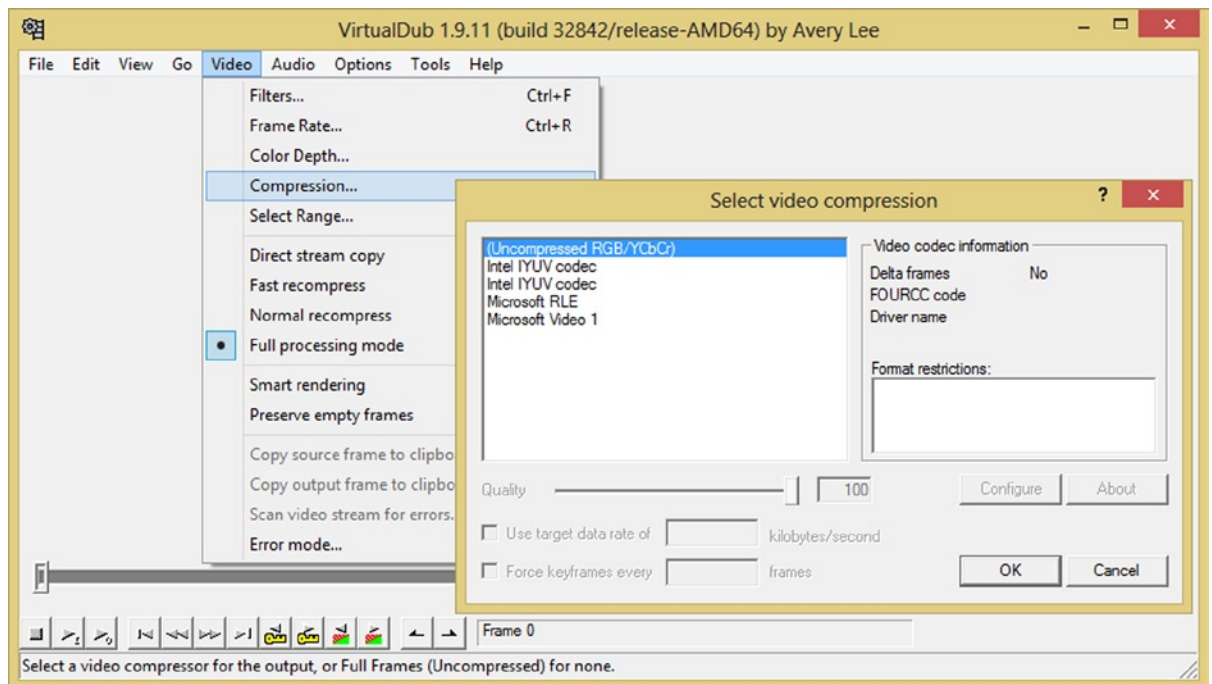 VirtualDub 1.9.11 (build 32842/release-AMD64) by Avery Lee
File Edit View Go Video Audio Options Tools Help
Filters... Ctrl+F
Frame Rate... Ctrl+R
Color Depth...
Compression...
Select Range...
Direct stream copy
Fast recompress
Normal recompress
Full processing mode
Smart rendering
Preserve empty frames
Copy source frame to clipbo
Copy output frame to clipbo
Scan video stream for errors.
Error mode...
Select video compression ?
(Uncompressed RGB/YCbCr)
Intel IYUV codec
Intel IYUV codec
Microsoft RLE
Microsoft Video 1
Video codec information
Delta frames No
FOURCC code
Driver name
Format restrictions:
Quality 100 Configure About
Use target data rate of kilobytes/second
Force keyframes every frames
OK Cancel
Frame 0
Select a video compressor for the output, or Full Frames (Uncompressed) for none.